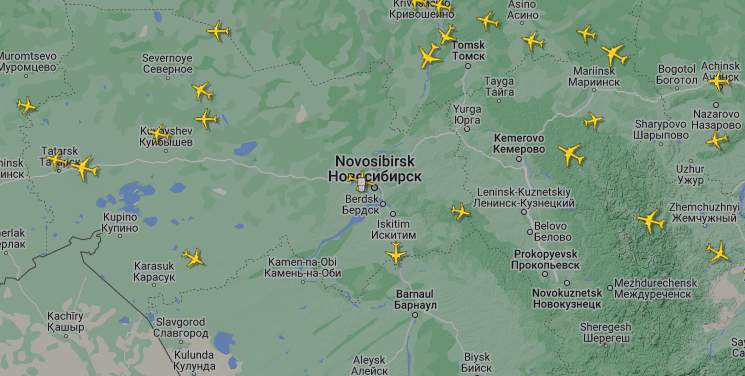 Кривошеино
Asino
Асино
Muromtsevo
Муромцево
Severnoye
Северное
Tomsk
Томск
Tayga
Тайга
Mariinsk
Мариинск
Bogotol
Боготол
Achinsk
Nazarovo
Назарово
Yurga
Юрга
Kemerovo
Кемерово
Sharypovo
Шарыпово
Куйбышев
Tatarsk
Novosibirsk
Новосибирск
Uzhur
Ужур
Berdsk
Бердск
Iskitim
Искитим
Leninsk-Kuznetskiy
Ленинск-Кузнецкий
Zhemchuzhnyi
Жемчужный
Kupino
Купино
Belovo
Белово
Karasuk
Карасук
Kamen-na-Obi
Камень-на-Оби
Prokopyevsk
Прокопьевск
Novokuznetsk
Новокузнецк
Mezhdurechensk
Междуреченск
Barnaul
Барнаул
Kachīry
Қашыр
Slavgorod
Славгород
Sheregesh
Шерегеш
Kulunda
Кулунда
Aleysk
Алейск
Biysk
Бийск